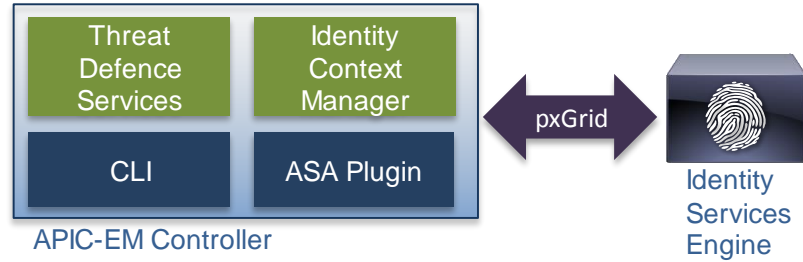 Threat
Defence
Services
Identity
Context
Manager
CLI
ASA Plugin
APIC-EM Controller
pxGrid
Identity
Services
Engine